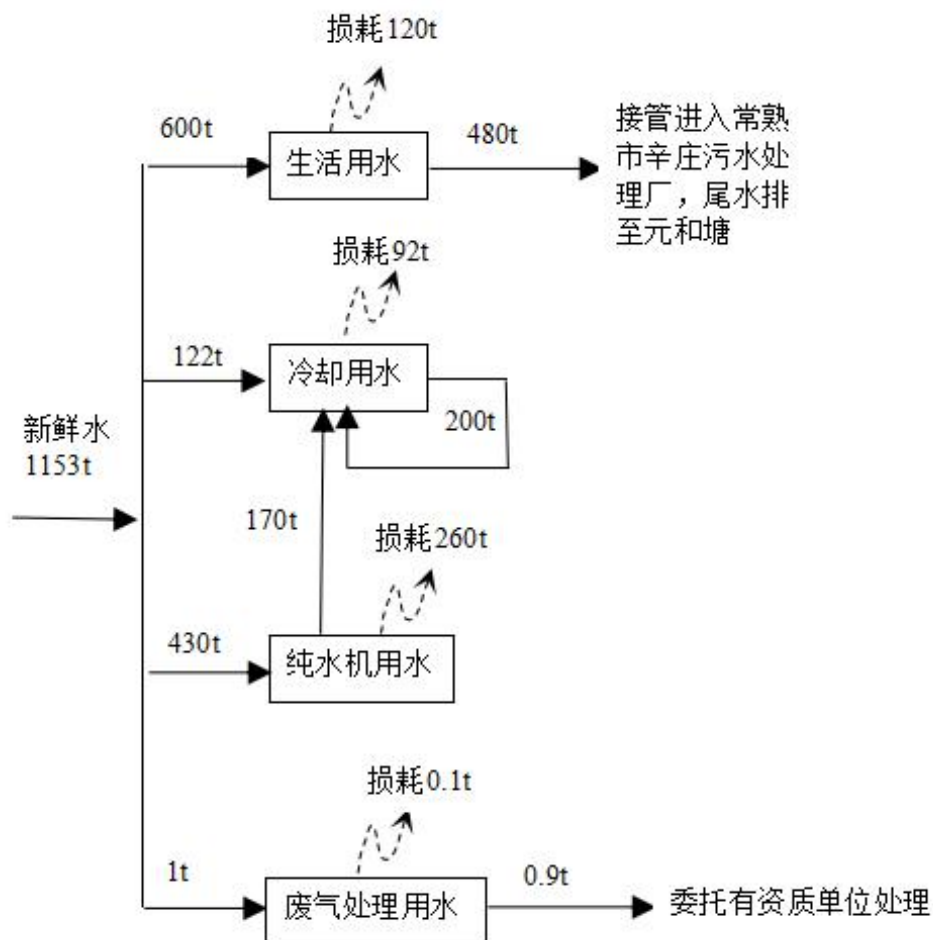 损耗120t
600t
生活用水
480t
接管进入常熟
市辛庄污水处
理厂，尾水排
至元和塘
损耗92t
122t
冷却用水
200t
新鲜水
1153t
170t
损耗260t
430t
纯水机用水
损耗0.1t
1t
废气处理用水
0.9t
委托有资质单位处理